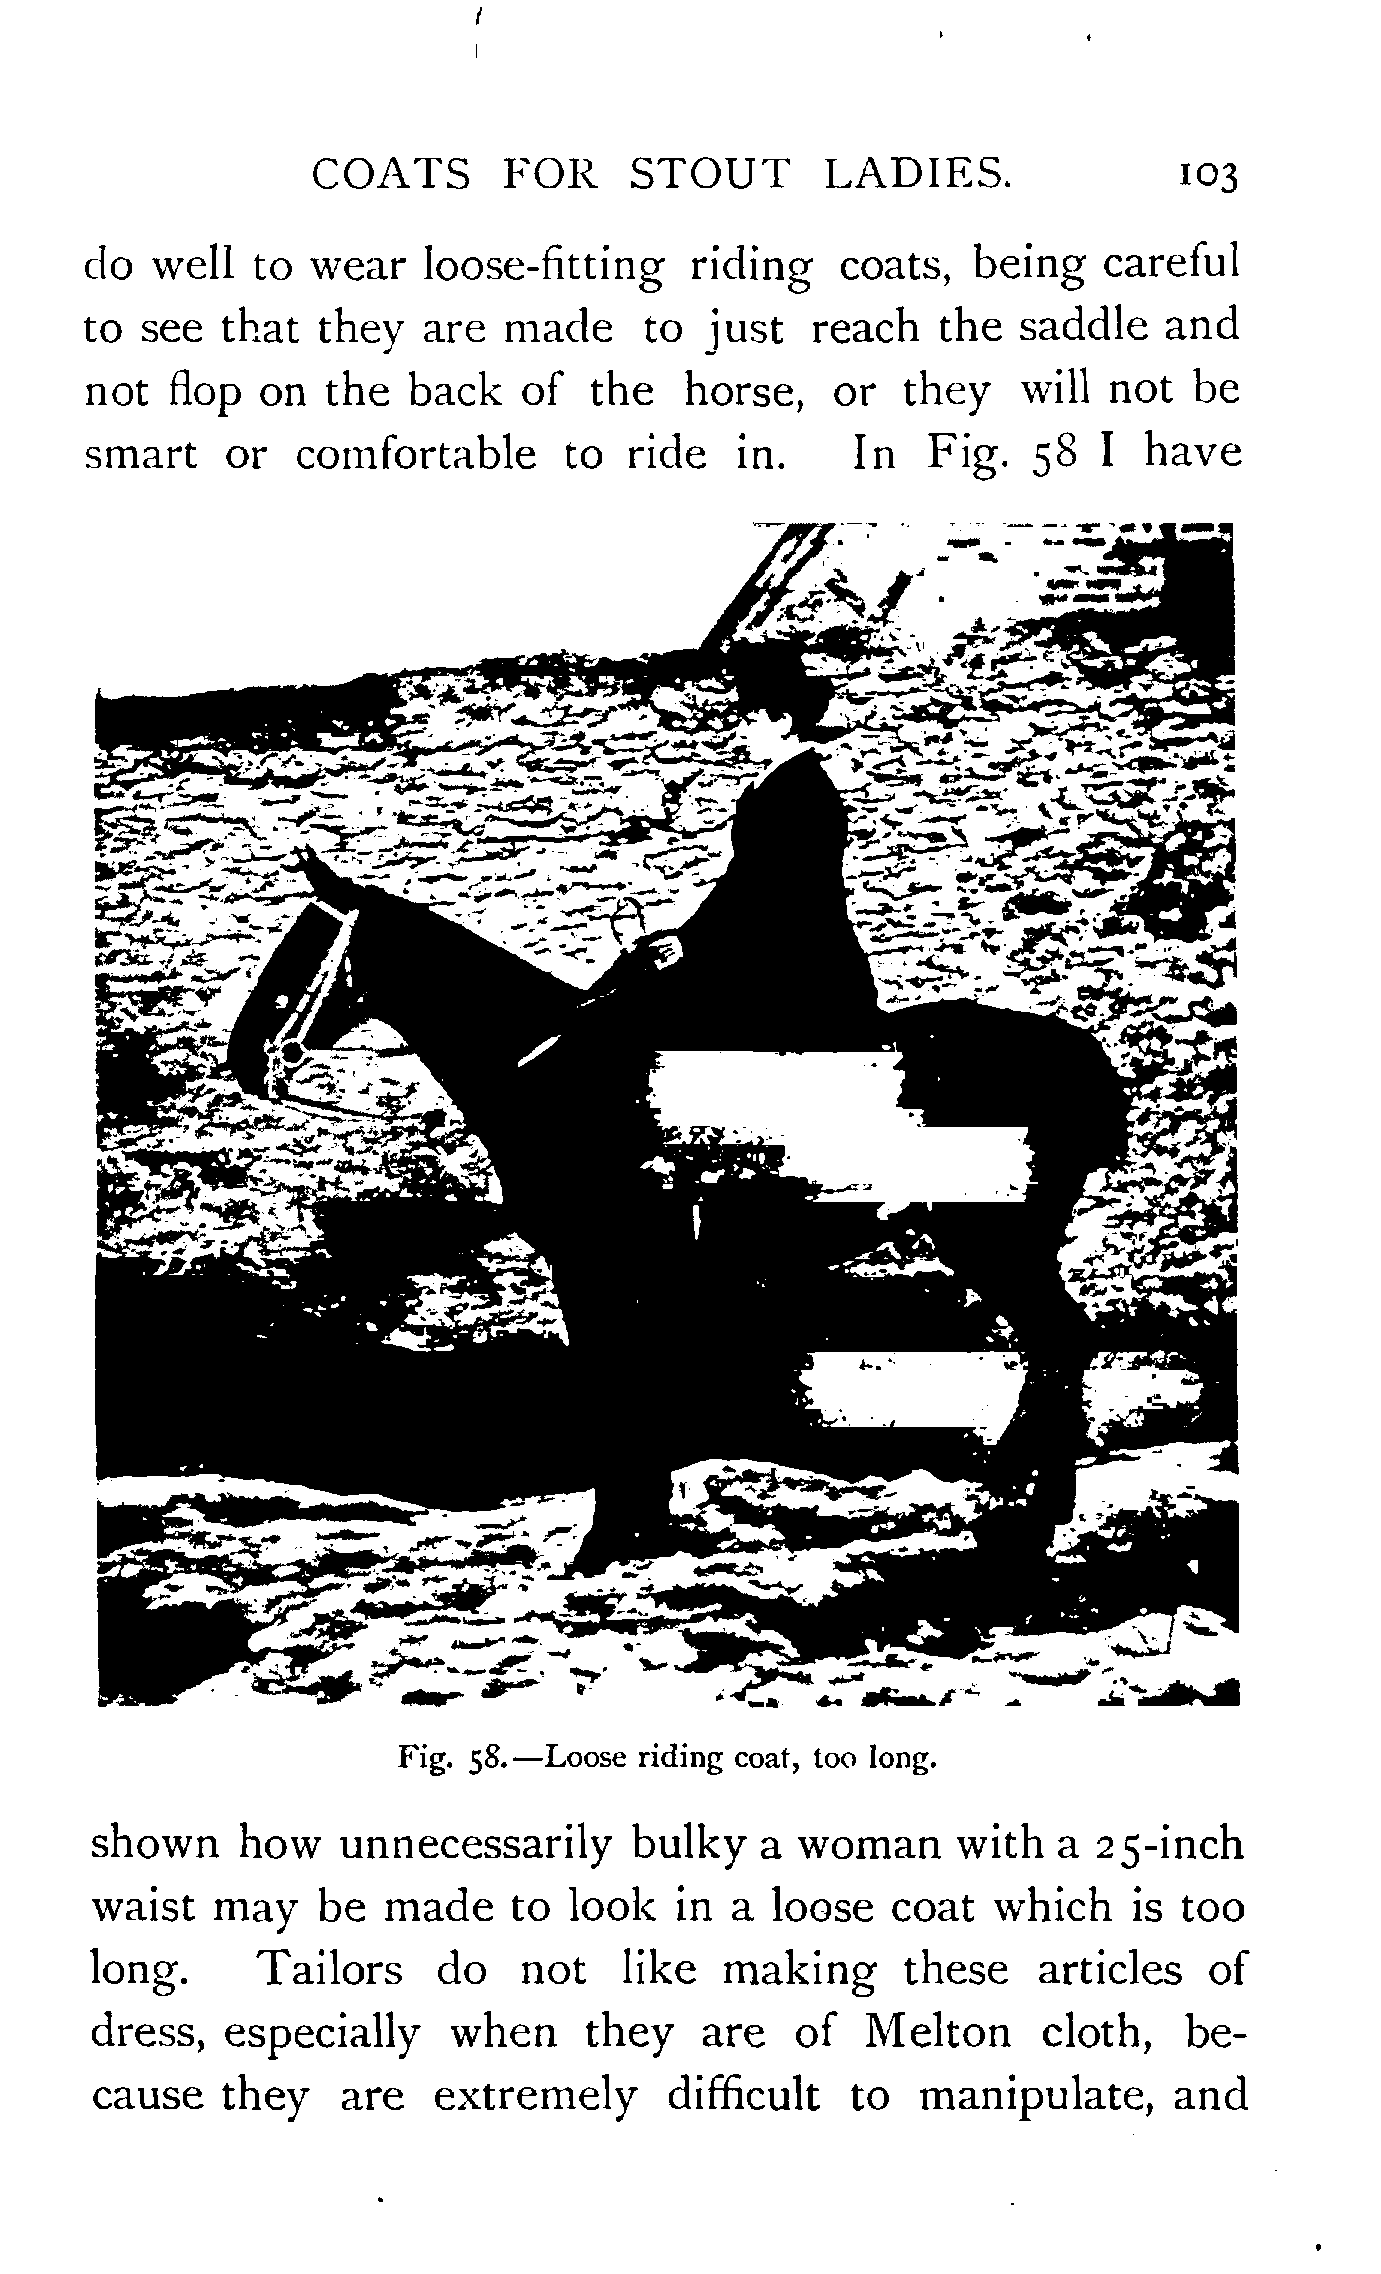 COATS FOR STOUT LADIES. 103
do well to wear loose-fitting riding coats, being careful
to see that they are made to just reach the saddle and
not flop on the back of the horse, or they will not be
smart or comfortable to ride in. In Fig. 58 I have
Fig. 58.—Loose riding coat, too long.
shown how unnecessarily bulky a woman with a 25-inch
waist may be made to look in a loose coat which is too
long. Tailors do not like making these articles of
dress, especially when they are of Melton cloth, be-
cause they are extremely difficult to manipulate, and